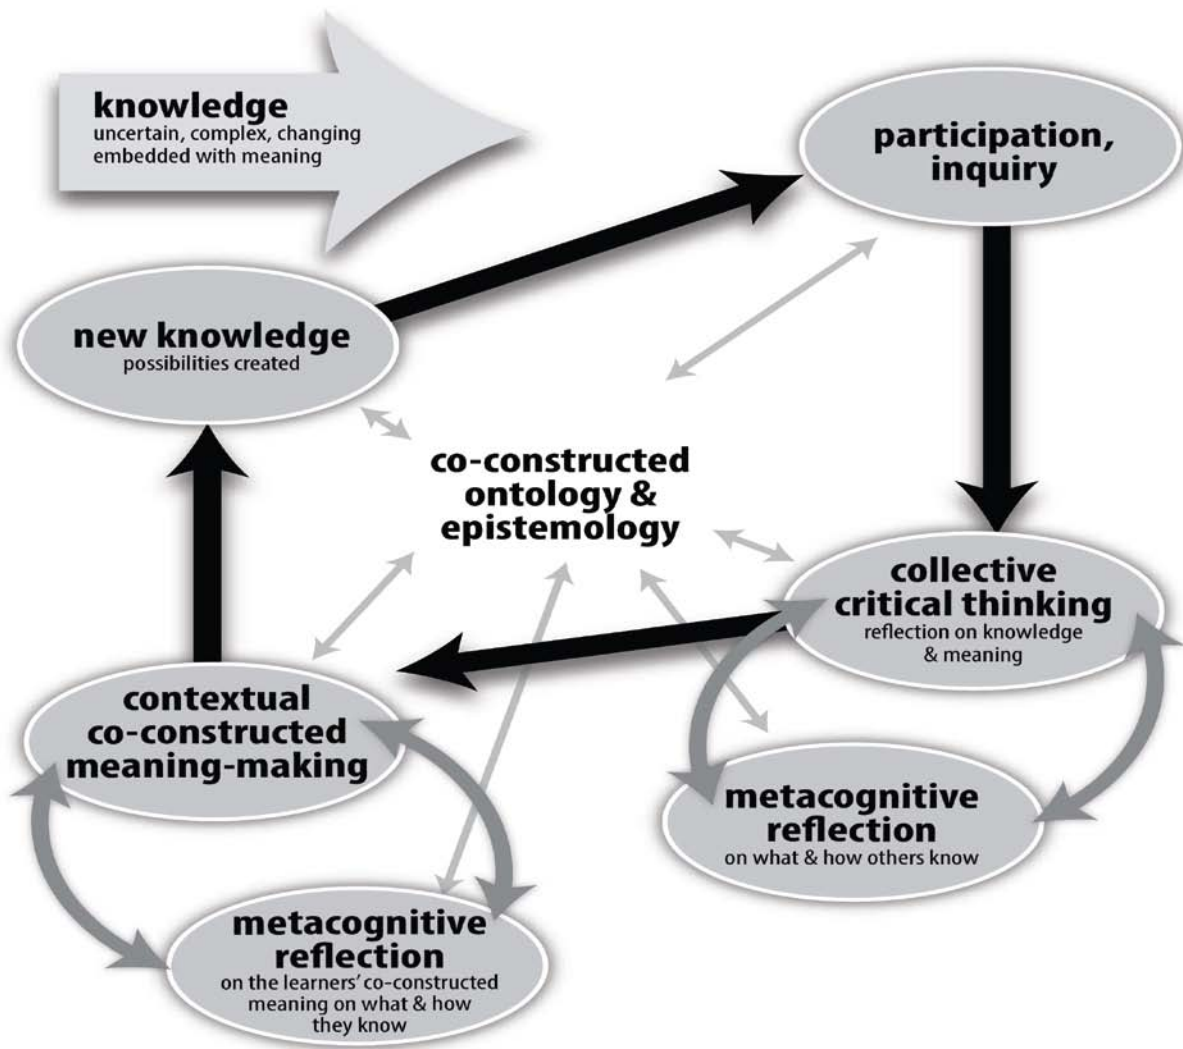 knowledge
uncertain, complex, changing
embedded with meaning
participation,
inquiry
new knowledge
possibilities created
co-constructed
ontology &
epistemology
collective
critical thinking
reflection on knowledge
& meaning
contextual
co-constructed
meaning-making
metacognitive
reflection
on what & how others know
metacognitive
reflection
on the learners’ co-constructed
meaning on what & how
they know